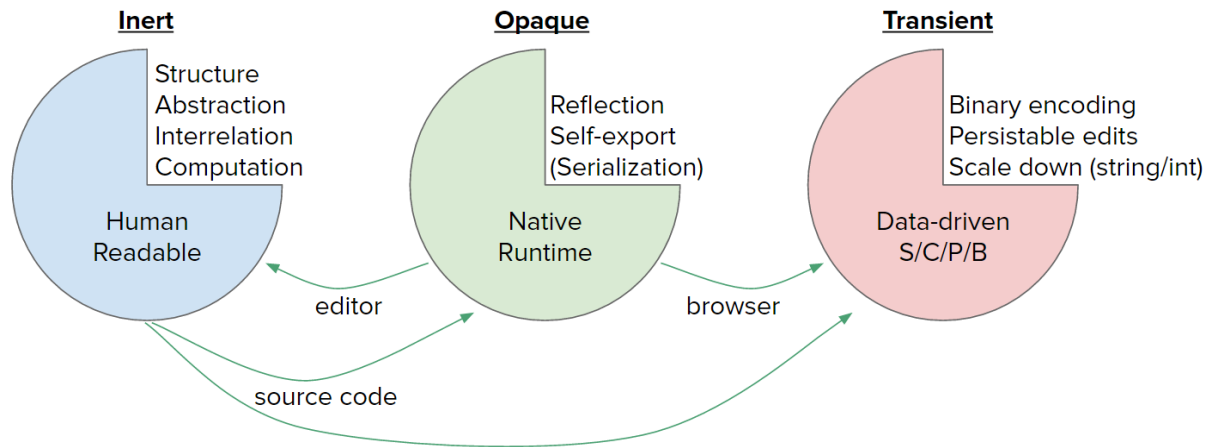 Inert
Opaque
Transient
Structure
Abstraction
Interrelation
Computation
Human
Readable
Reflection
Self-export
(Serialization)
Native
Runtime
Binary encoding
Persistable edits
Scale down (string/int)
Data-driven
S/C/P/B
editor
browser
source code